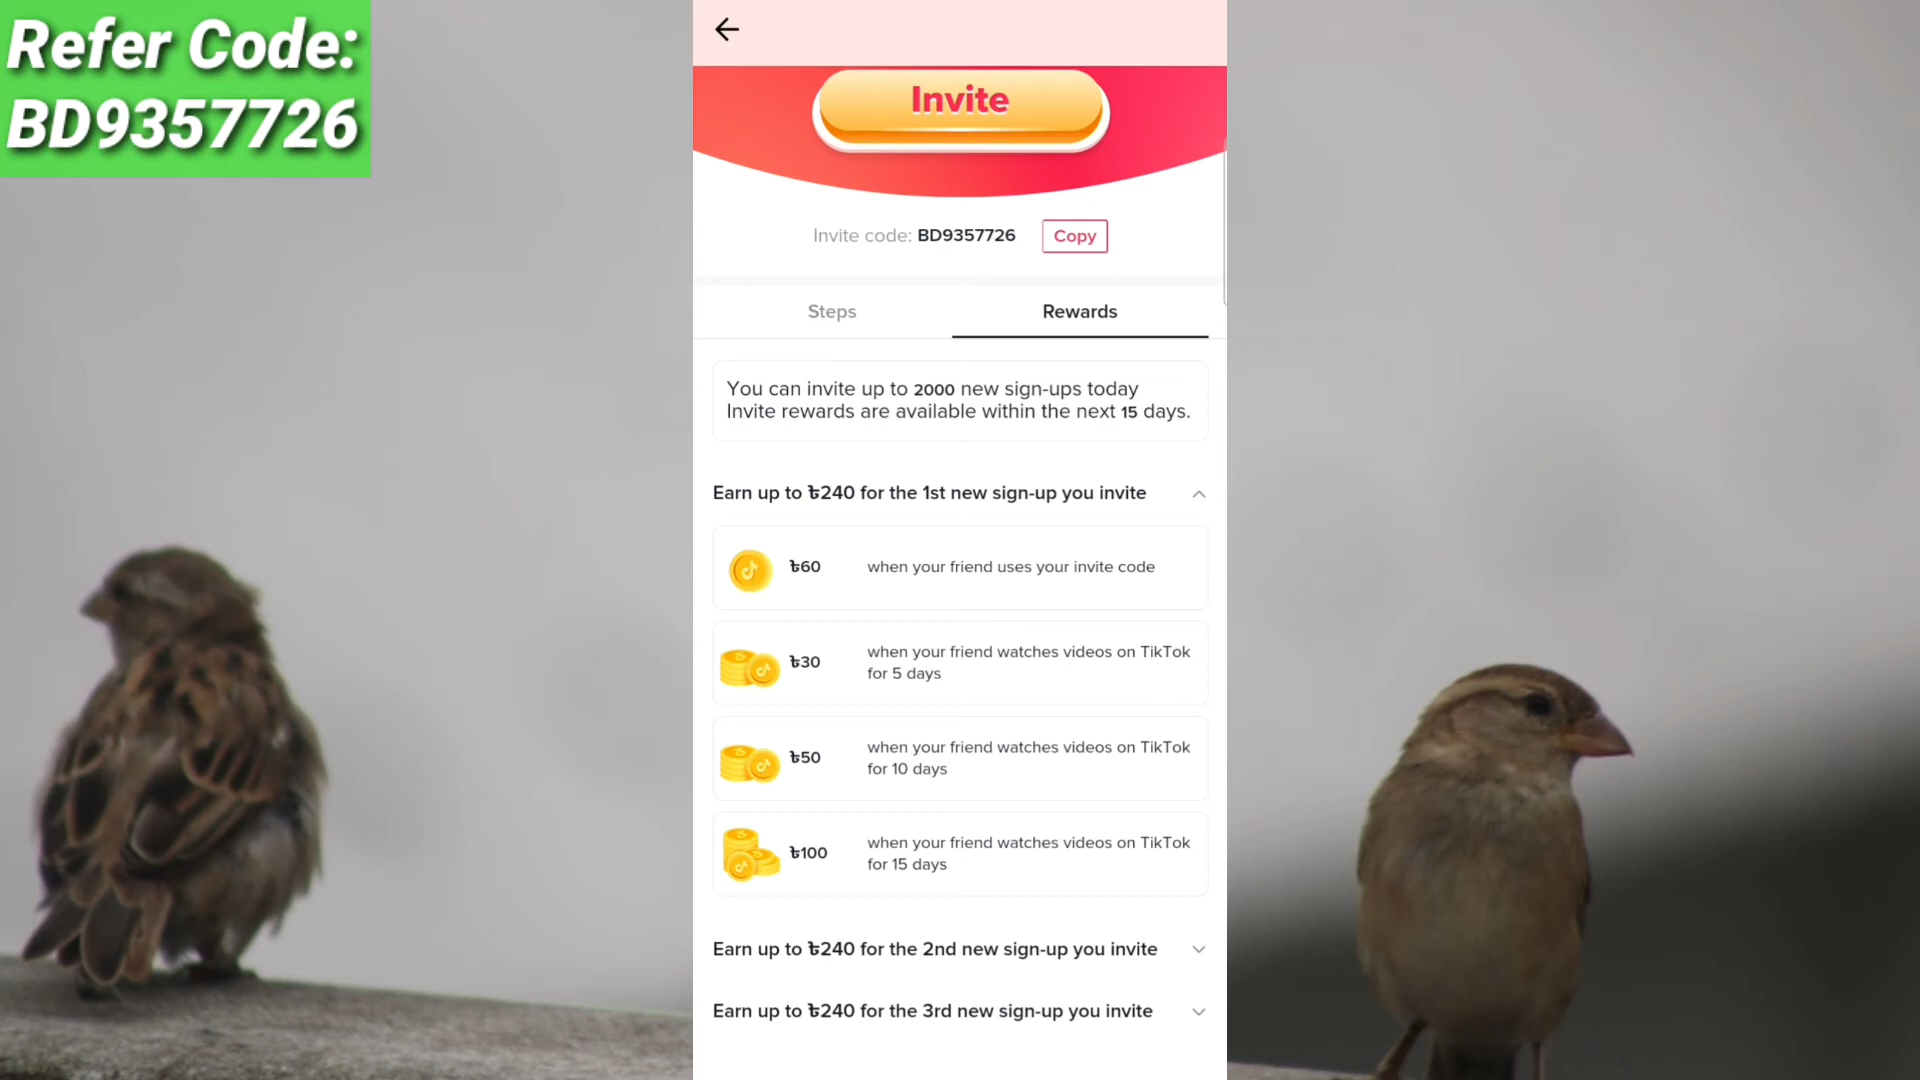 Refer Code:
BD9357726
Invite
Invite code: BD9357726
Copy
Steps
Rewards
You can invite up to 2000 new sign-ups today
Invite rewards are available within the next 15 days.
Earn up to ৳240 for the 1st new sign-up you invite
৳60
when your friend uses your invite code
৳30
when your friend watches videos on TikTok
for 5 days
৳50
when your friend watches videos on TikTok
for 10 days
৳100
when your friend watches videos on TikTok
for 15 days
Earn up to ৳240 for the 2nd new sign-up you invite
Earn up to ৳240 for the 3rd new sign-up you invite